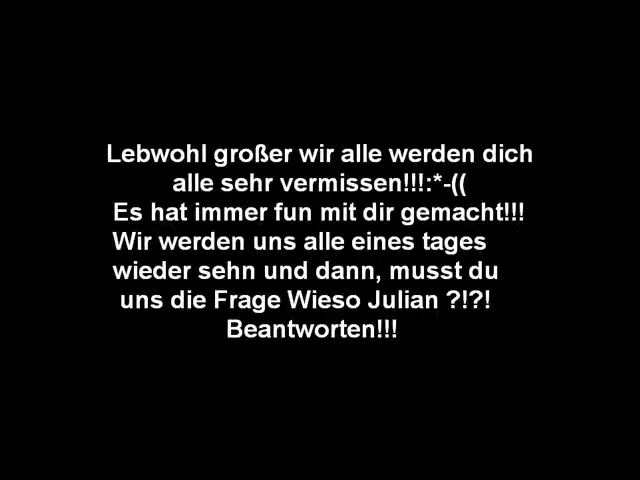 Lebwohl großer wir alle werden dich
alle sehr vermissen!!!:*-((
Es hat immer fun mit dir gemacht!!!
Wir werden uns alle eines tages
wieder sehn und dann, musst du
uns die Frage Wieso Julian ?!?!
Beantworten!!!